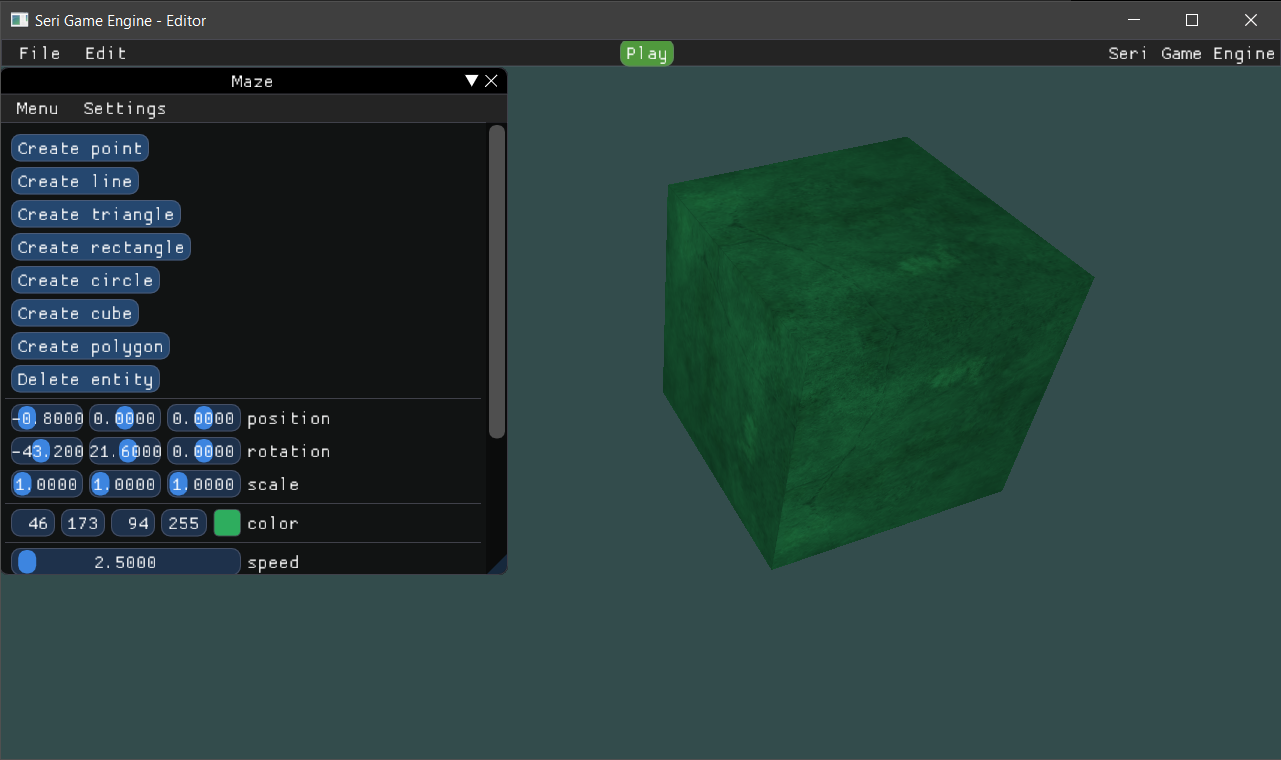 Seri Game Engine - Editor
File Edit Play Seri Game Engine
Maze
Menu Settings
Create point
Create line
Create triangle
Create rectangle
Create circle
Create cube
Create polygon
Delete entity
-0.8000 0.0000 0.0000 position
-43.200 21.6000 0.0000 rotation
1.0000 1.0000 1.0000 scale
46 173 94 255 color
2.5000 speed